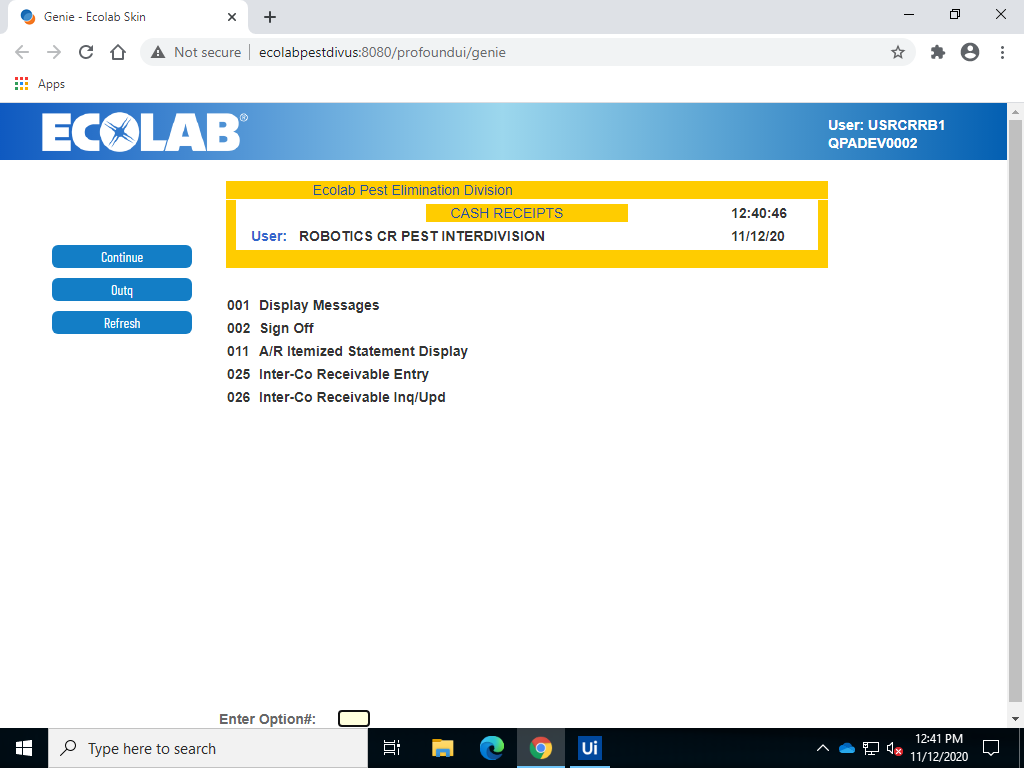 Genie - Ecolab Skin
Not secure
ecolabpestdivus:8080/profoundui/genie
Apps
ECOLAB®
User: USRCRRB1
QPADEV0002
Ecolab Pest Elimination Division
CASH RECEIPTS 12:40:46
User: ROBOTICS CR PEST INTERDIVISION 11/12/20
Continue
Outq
Refresh
001 Display Messages
002 Sign Off
011 A/R Itemized Statement Display
025 Inter-Co Receivable Entry
026 Inter-Co Receivable Inq/Upd
Enter Option#:
Type here to search
Ui
12:41 PM
11/12/2020